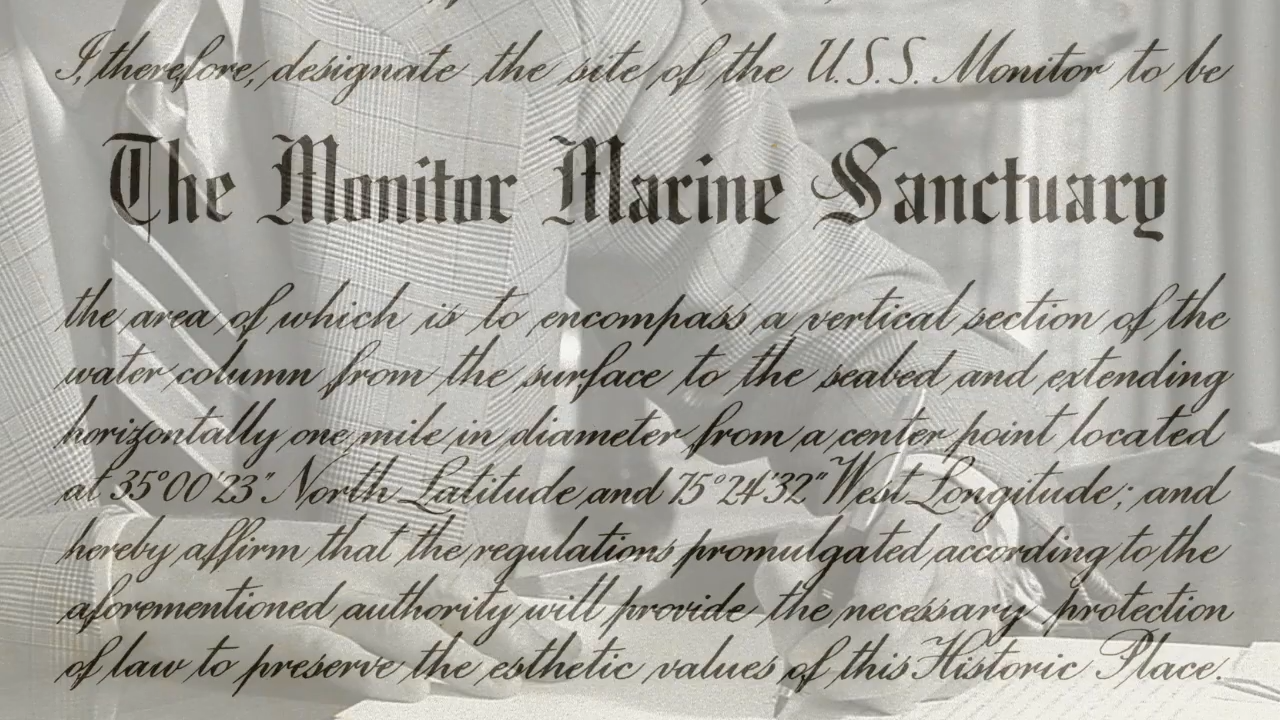 I, therefore, designate the site of the U.S.S. Monitor to be
The Monitor Marine Sanctuary
the area of which is to encompass a vertical section of the
water column from the surface to the seabed and extending
horizontally one mile in diameter from a center point located
at 35°00'23" North Latitude and 75°24'32" West Longitude; and
hereby affirm that the regulations promulgated according to the
aforementioned authority will provide the necessary protection
of law to preserve the esthetic values of this Historic Place.